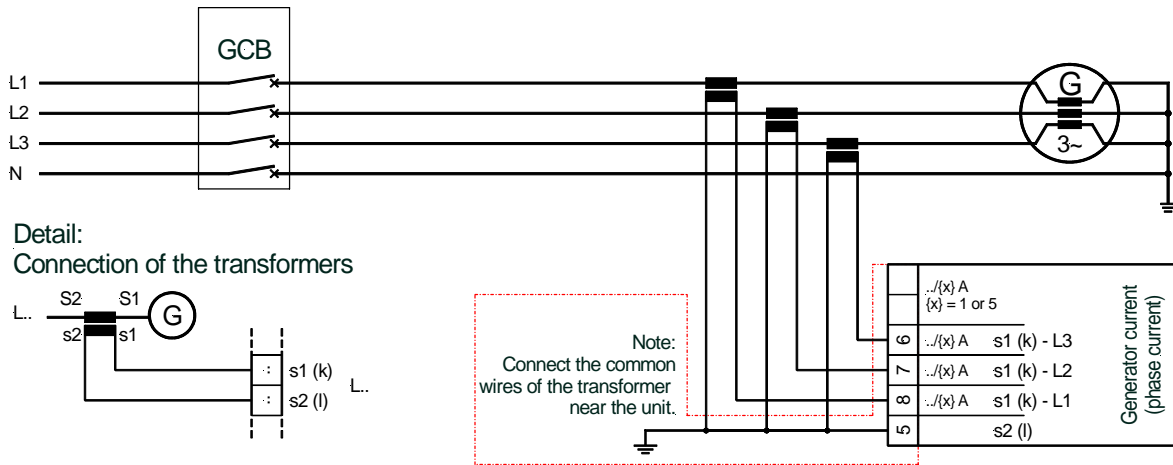 GCB
L1
L2
L3
N
G
3~
Detail:
Connection of the transformers
S2
S1
L..
G
s2
s1
s1 (k)
s2 (l)
L..
Note:
Connect the common
wires of the transformer
near the unit.
../{x} A
{x} = 1 or 5
6 ../{x} A s1 (k) - L3
7 ../{x} A s1 (k) - L2
8 ../{x} A s1 (k) - L1
5 s2 (l)
Generator current
(phase current)